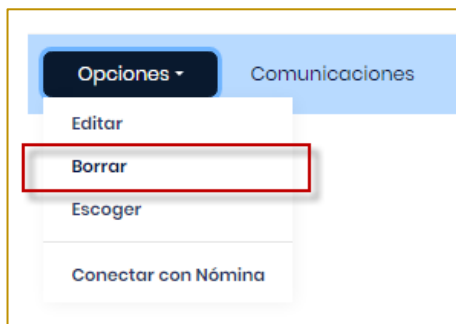 Opciones Comunicaciones
Editar
Borrar
Escoger
Conectar con Nómina